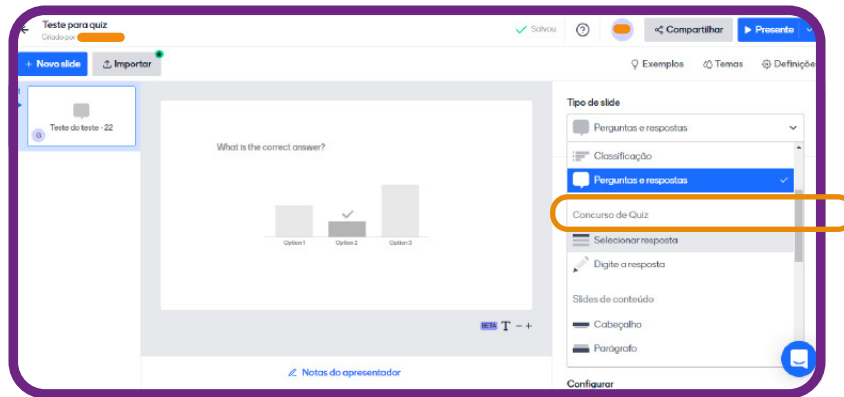 Teste para quiz
Criado por
Salvou
Compartilhar
Presente
+ Novo slide
Importar
Exemplos
Temas
Definiçõe
1
Teste do teste - 22
G
What is the correct answer?
Option 1
Option 2
Option 3
BETA T - +
Notas do apresentador
Tipo de slide
Perguntas e respostas
Classificação
Perguntas e respostas
Concurso de Quiz
Selecionar resposta
Digite a resposta
Slides de conteúdo
Cabeçalho
Parágrafo
Configurar